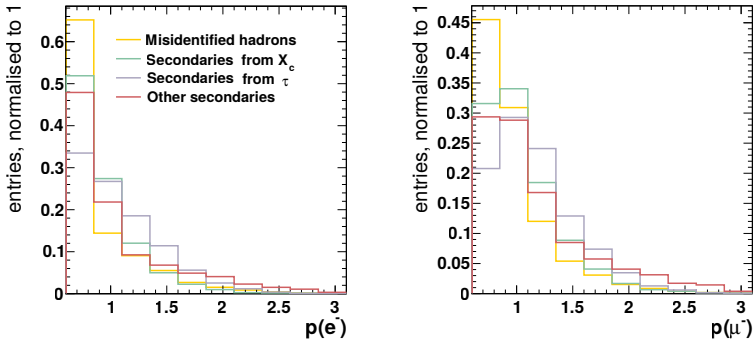 entries, normalised to 1
0.6
0.5
0.4
0.3
0.2
0.1
0
Misidentified hadrons
Secondaries from X_c
Secondaries from τ
Other secondaries
1 1.5 2 2.5 3
p(e⁻)
entries, normalised to 1
0.45
0.4
0.35
0.3
0.25
0.2
0.15
0.1
0.05
0
1 1.5 2 2.5 3
p(μ⁻)